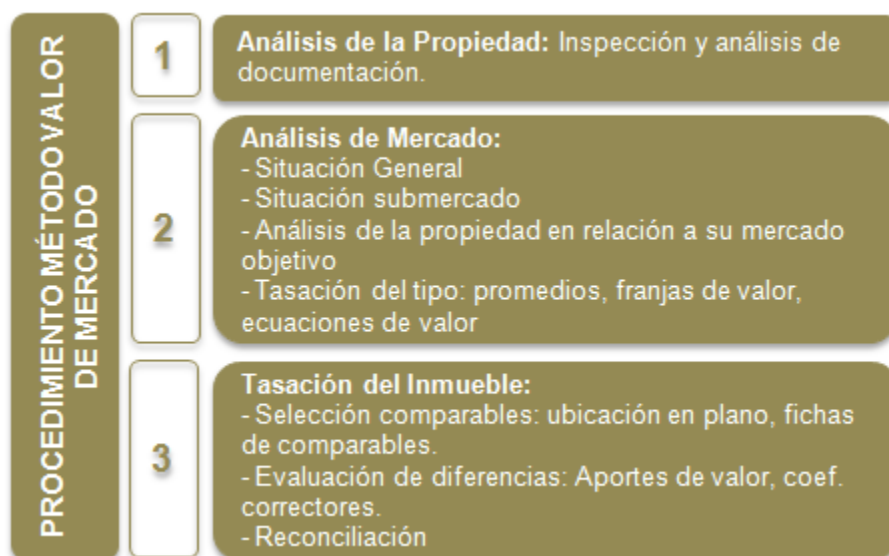 PROCEDIMIENTO MÉTODO VALOR
DE MERCADO
1
Análisis de la Propiedad: Inspección y análisis de
documentación.
2
Análisis de Mercado:
- Situación General
- Situación submercado
- Análisis de la propiedad en relación a su mercado
objetivo
- Tasación del tipo: promedios, franjas de valor,
ecuaciones de valor
3
Tasación del Inmueble:
- Selección comparables: ubicación en plano, fichas
de comparables.
- Evaluación de diferencias: Aportes de valor, coef.
correctores.
- Reconciliación